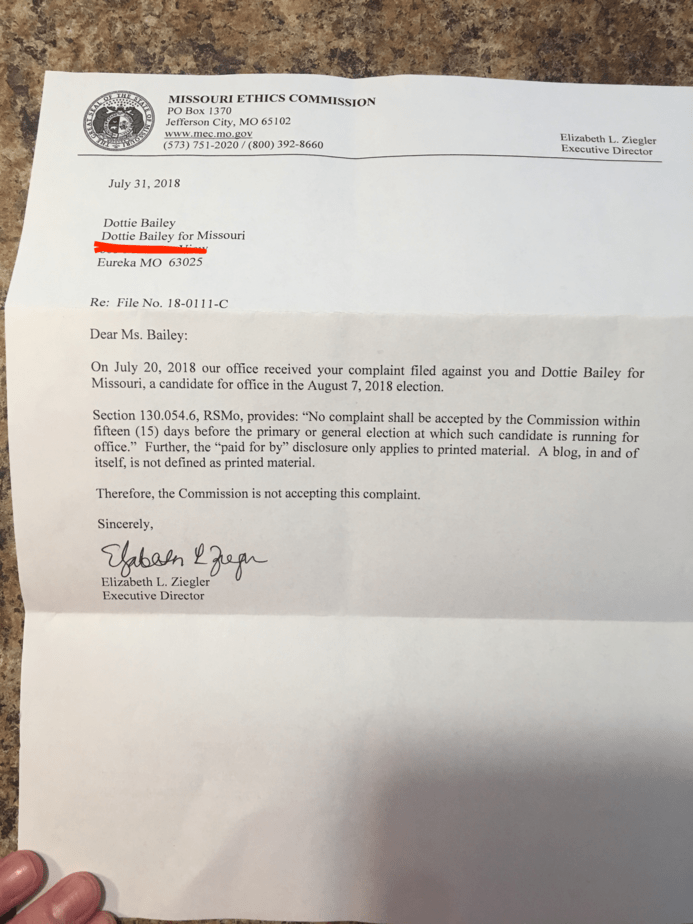 MISSOURI ETHICS COMMISSION
PO Box 1370
Jefferson City, MO 65102
www.mec.mo.gov
(573) 751-2020 / (800) 392-8660
Elizabeth L. Ziegler
Executive Director
July 31, 2018
Dottie Bailey
Dottie Bailey for Missouri
Eureka MO 63025
Re: File No. 18-0111-C
Dear Ms. Bailey:
On July 20, 2018 our office received your complaint filed against you and Dottie Bailey for
Missouri, a candidate for office in the August 7, 2018 election.
Section 130.054.6, RSMo, provides: “No complaint shall be accepted by the Commission within
fifteen (15) days before the primary or general election at which such candidate is running for
office.” Further, the “paid for by” disclosure only applies to printed material. A blog, in and of
itself, is not defined as printed material.
Therefore, the Commission is not accepting this complaint.
Sincerely,
Elizabeth L. Ziegler
Executive Director